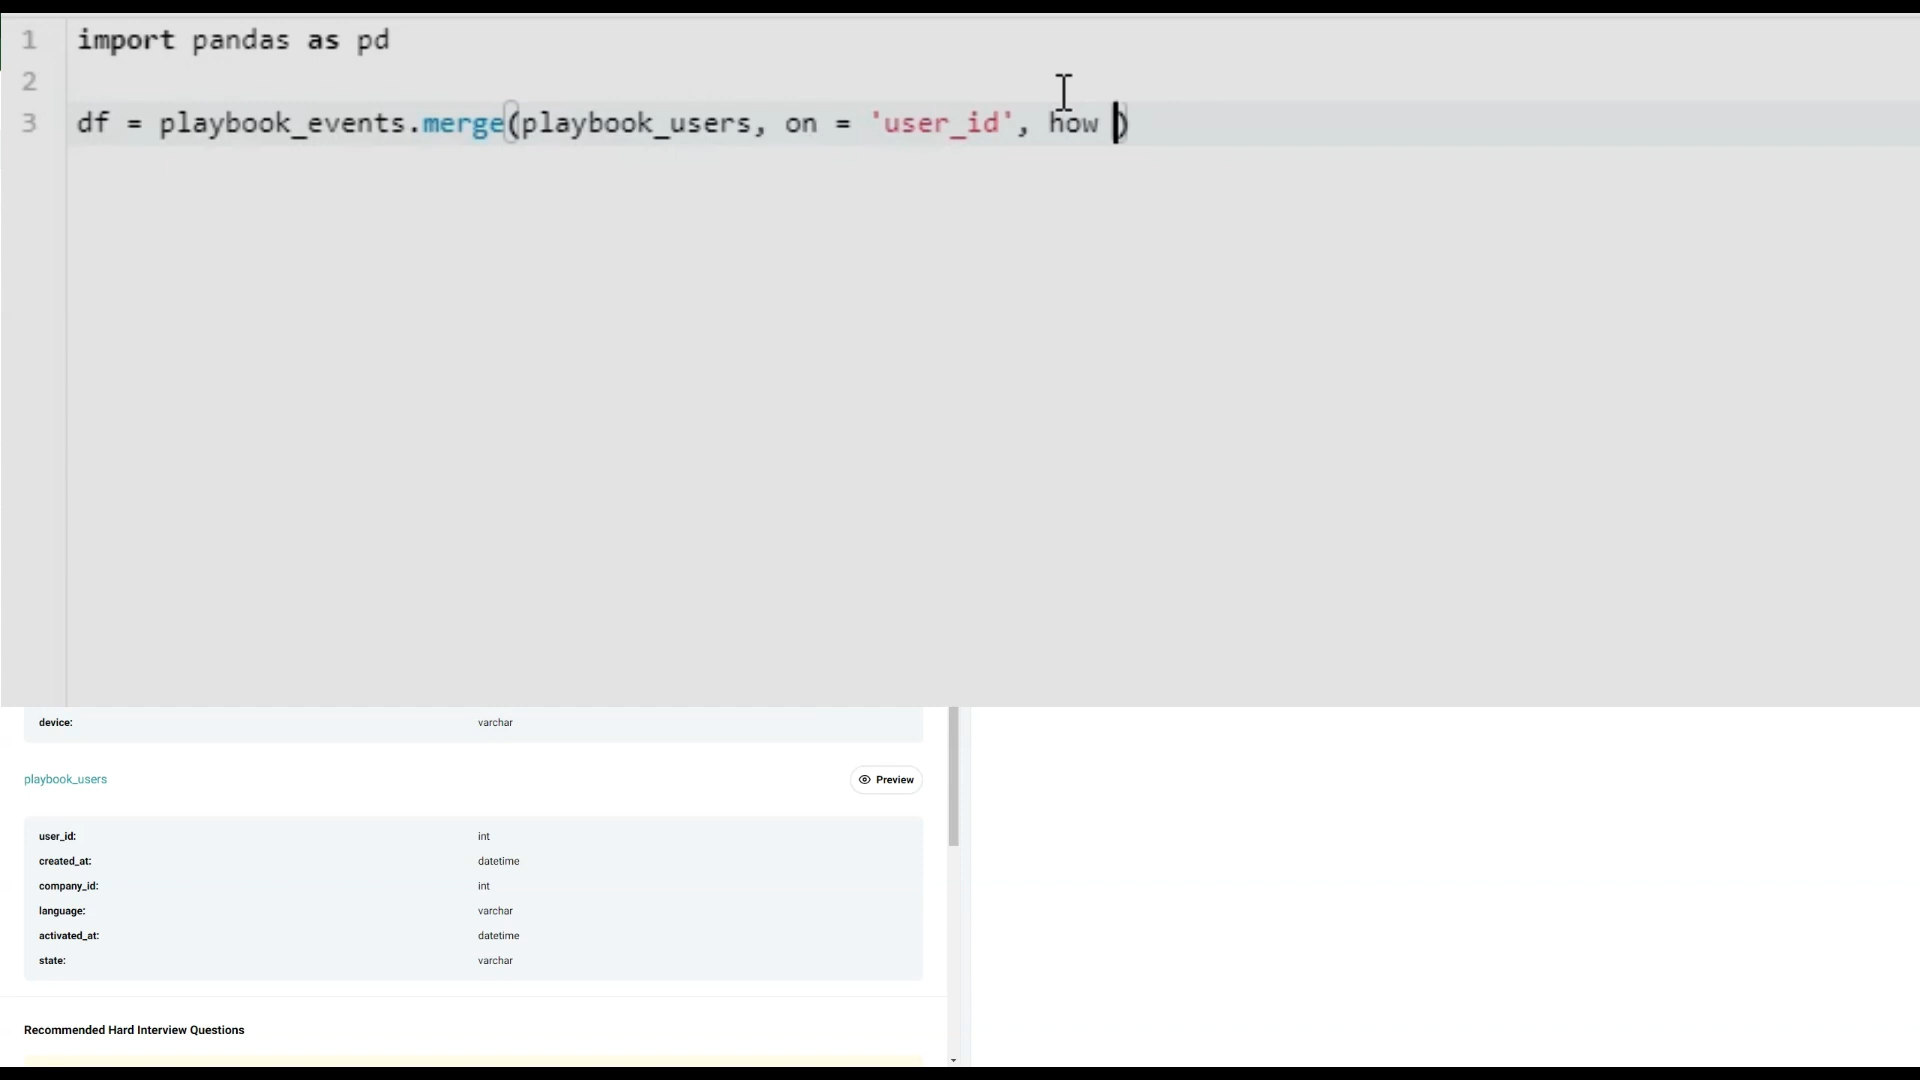 1 import pandas as pd
2
3 df = playbook_events.merge(playbook_users, on = 'user_id', how )
device: varchar
playbook_users Preview
user_id: int
created_at: datetime
company_id: int
language: varchar
activated_at: datetime
state: varchar
Recommended Hard Interview Questions